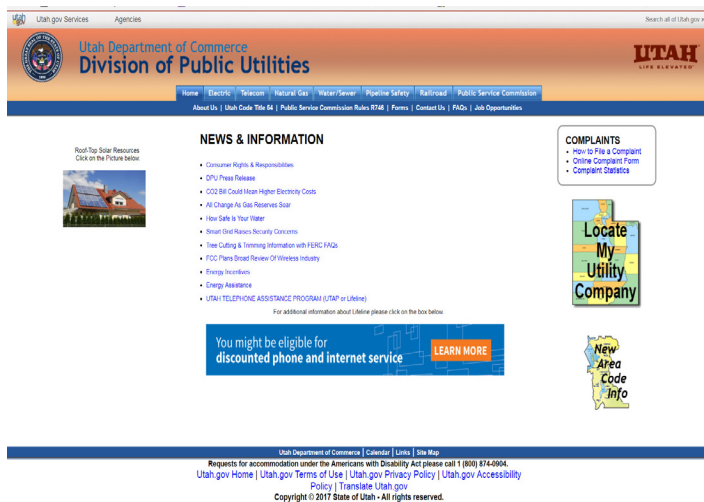 Utah.gov Services Agencies Search all of Utah.gov »
Utah Department of Commerce
Division of Public Utilities
UTAH
LIFE ELEVATED
Home Electric Telecom Natural Gas Water/Sewer Pipeline Safety Railroad Public Service Commission
About Us | Utah Code Title 54 | Public Service Commission Rules R746 | Forms | Contact Us | FAQs | Job Opportunities
Roof-Top Solar Resources
Click on the Picture below.
NEWS & INFORMATION
• Consumer Rights & Responsibilities
• DPU Press Release
• CO2 Bill Could Mean Higher Electricity Costs
• All Change As Gas Reserves Soar
• How Safe Is Your Water
• Smart Grid Raises Security Concerns
• Tree Cutting & Trimming Information with FERC FAQs
• FCC Plans Broad Review Of Wireless Industry
• Energy Incentives
• Energy Assistance
• UTAH TELEPHONE ASSISTANCE PROGRAM (UTAP or Lifeline)
For additional information about Lifeline please click on the box below.
You might be eligible for
discounted phone and internet service
LEARN MORE
COMPLAINTS
• How to File a Complaint
• Online Complaint Form
• Complaint Statistics
Locate
My
Utility
Company
New
Area
Code
Info
Utah Department of Commerce | Calendar | Links | Site Map
Requests for accommodation under the Americans with Disability Act please call 1 (800) 874-0904.
Utah.gov Home | Utah.gov Terms of Use | Utah.gov Privacy Policy | Utah.gov Accessibility
Policy | Translate Utah.gov
Copyright © 2017 State of Utah - All rights reserved.